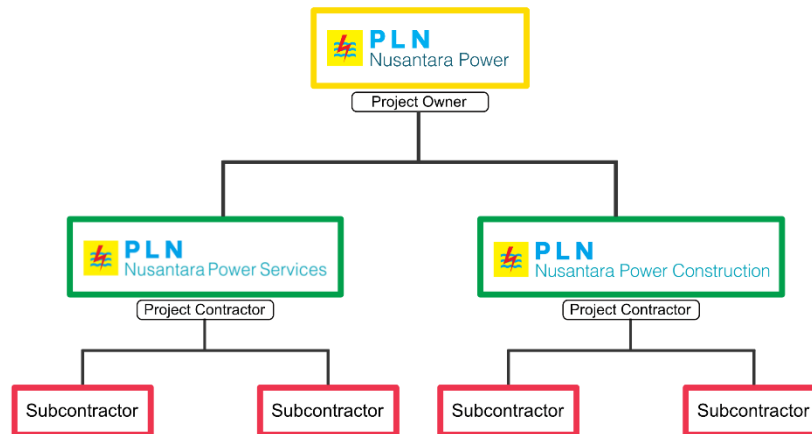 PLN
Nusantara Power
Project Owner
PLN
Nusantara Power Services
Project Contractor
PLN
Nusantara Power Construction
Project Contractor
Subcontractor
Subcontractor
Subcontractor
Subcontractor